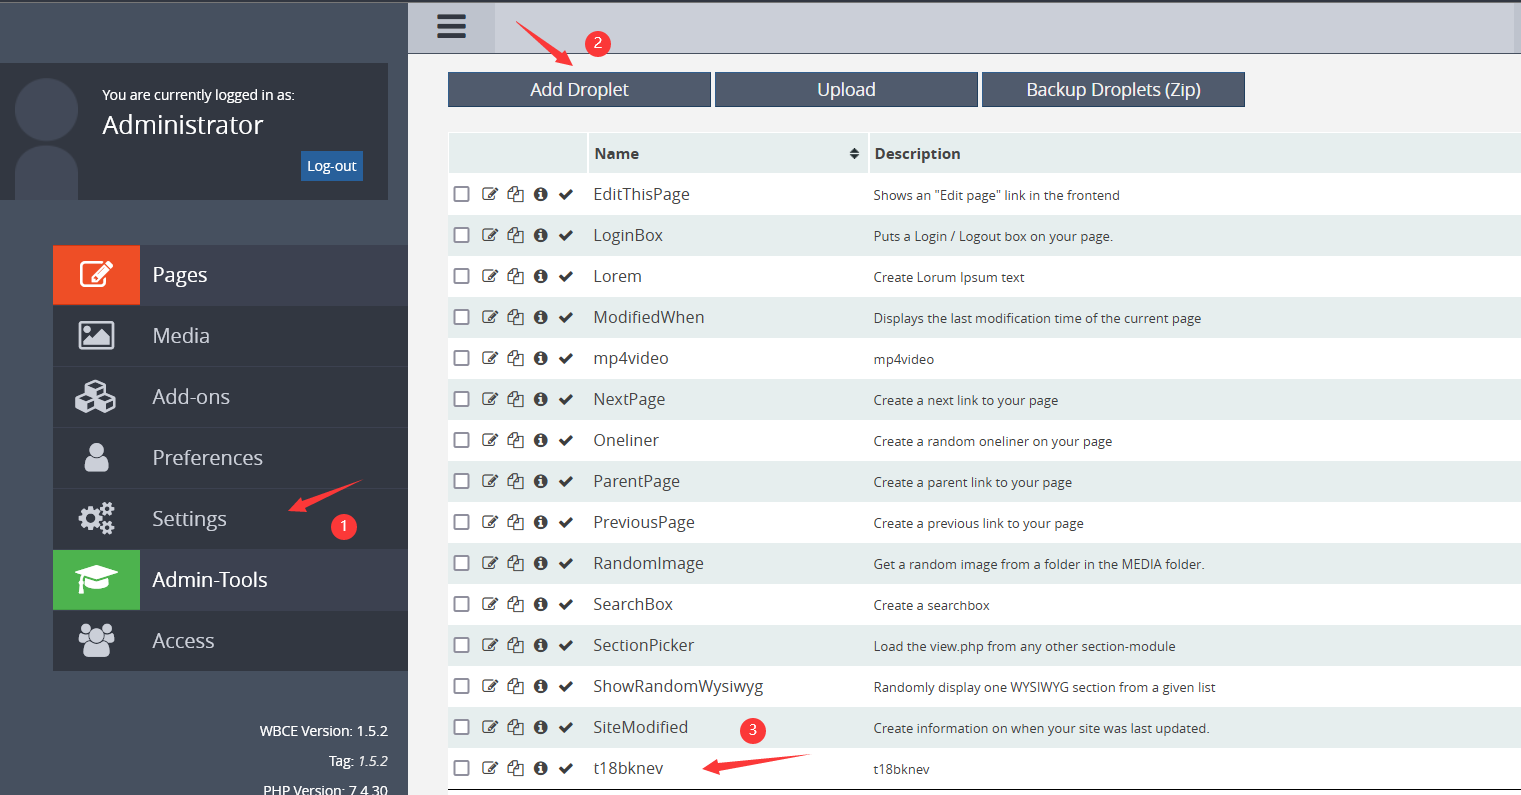 You are currently logged in as:
Administrator
Log-out
Pages
Media
Add-ons
Preferences
Settings
1
Admin-Tools
Access
WBCE Version: 1.5.2
Tag: 1.5.2
PHP Version: 7.4.30
2
Add Droplet Upload Backup Droplets (Zip)
Name Description
EditThisPage Shows an "Edit page" link in the frontend
LoginBox Puts a Login / Logout box on your page.
Lorem Create Lorum Ipsum text
ModifiedWhen Displays the last modification time of the current page
mp4video mp4video
NextPage Create a next link to your page
Oneliner Create a random oneliner on your page
ParentPage Create a parent link to your page
PreviousPage Create a previous link to your page
RandomImage Get a random image from a folder in the MEDIA folder.
SearchBox Create a searchbox
SectionPicker Load the view.php from any other section-module
ShowRandomWysiwyg Randomly display one WYSIWYG section from a given list
SiteModified 3 Create information on when your site was last updated.
t18bknev t18bknev